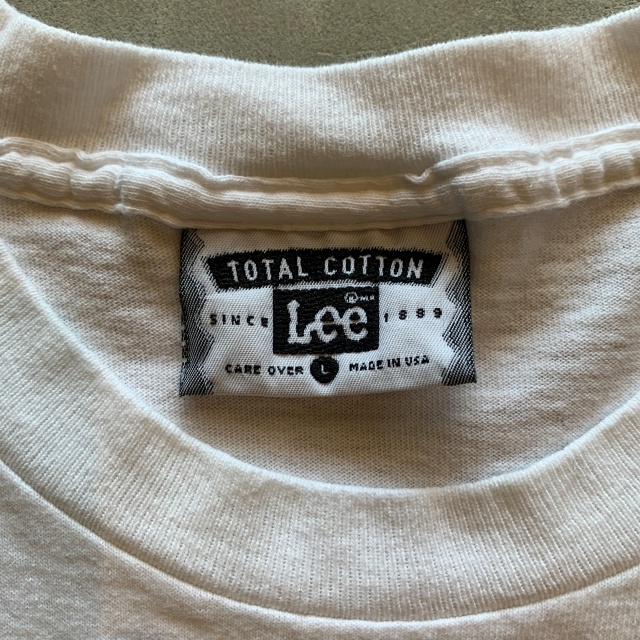 TOTAL COTTON
SINCE Lee ® 1889
CARE OVER L MADE IN USA